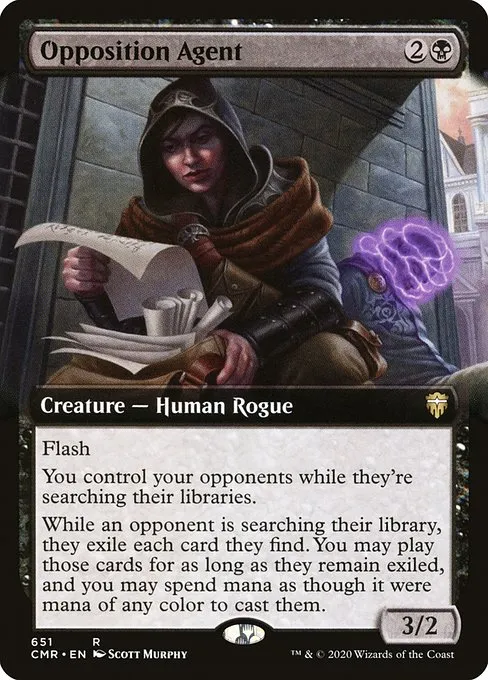 Opposition Agent 2
Creature — Human Rogue
Flash
You control your opponents while they're
searching their libraries.
While an opponent is searching their library,
they exile each card they find. You may play
those cards for as long as they remain exiled,
and you may spend mana as though it were
mana of any color to cast them.
3/2
651 R
CMR • EN Scott Murphy ™ & © 2020 Wizards of the Coast